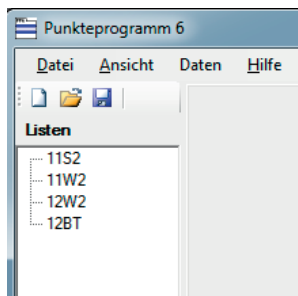 Punkteprogramm 6
Datei Ansicht Daten Hilfe
Listen
11S2
11W2
12W2
12BT